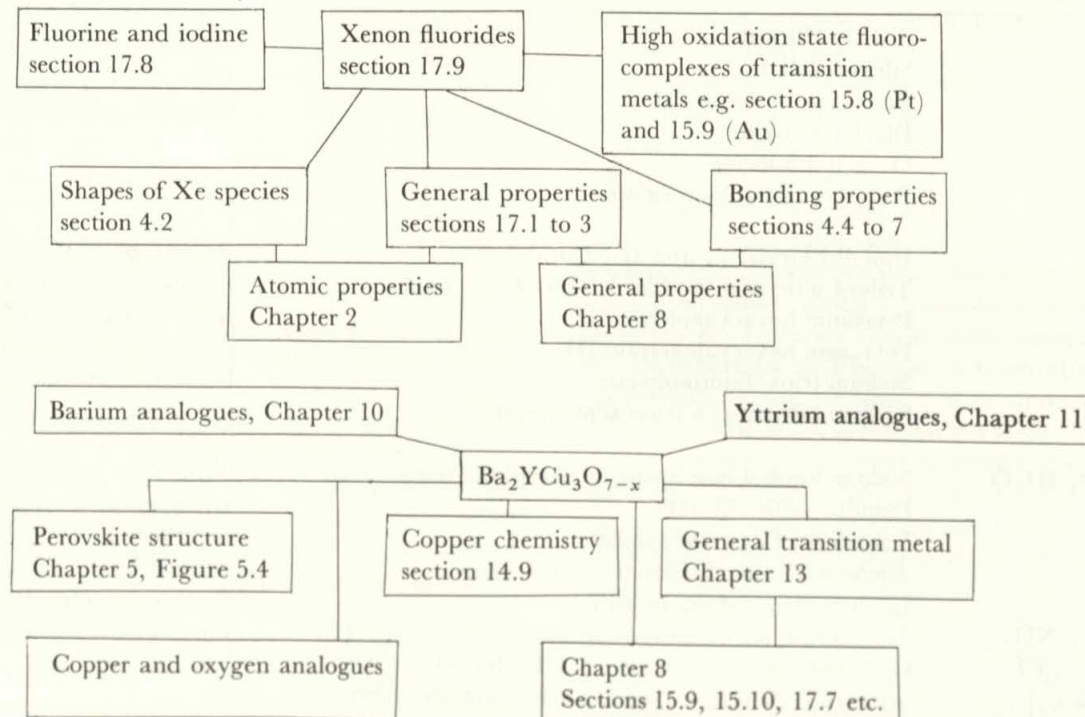 Fluorine and iodine
section 17.8
Xenon fluorides
section 17.9
High oxidation state fluoro-
complexes of transition
metals e.g. section 15.8 (Pt)
and 15.9 (Au)
Shapes of Xe species
section 4.2
General properties
sections 17.1 to 3
Bonding properties
sections 4.4 to 7
Atomic properties
Chapter 2
General properties
Chapter 8
Barium analogues, Chapter 10
Yttrium analogues, Chapter 11
Ba₂YCu₃O₇₋ₓ
Perovskite structure
Chapter 5, Figure 5.4
Copper chemistry
section 14.9
General transition metal
Chapter 13
Copper and oxygen analogues
Chapter 8
Sections 15.9, 15.10, 17.7 etc.